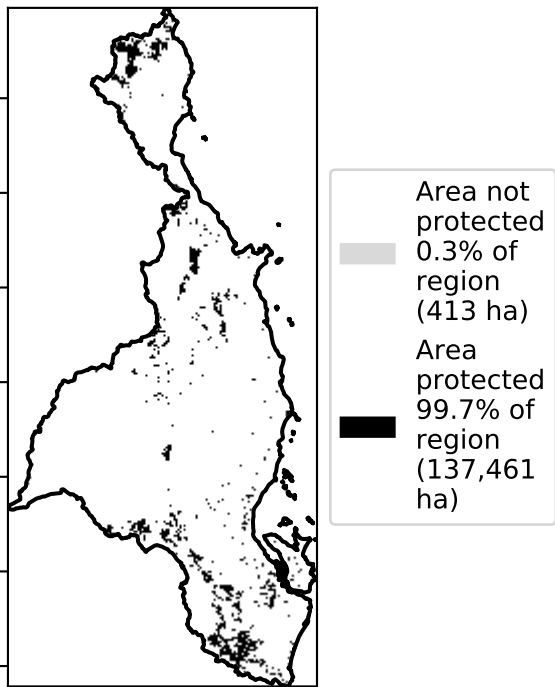 Area not
protected
0.3% of
region
(413 ha)
Area
protected
99.7% of
region
(137,461
ha)